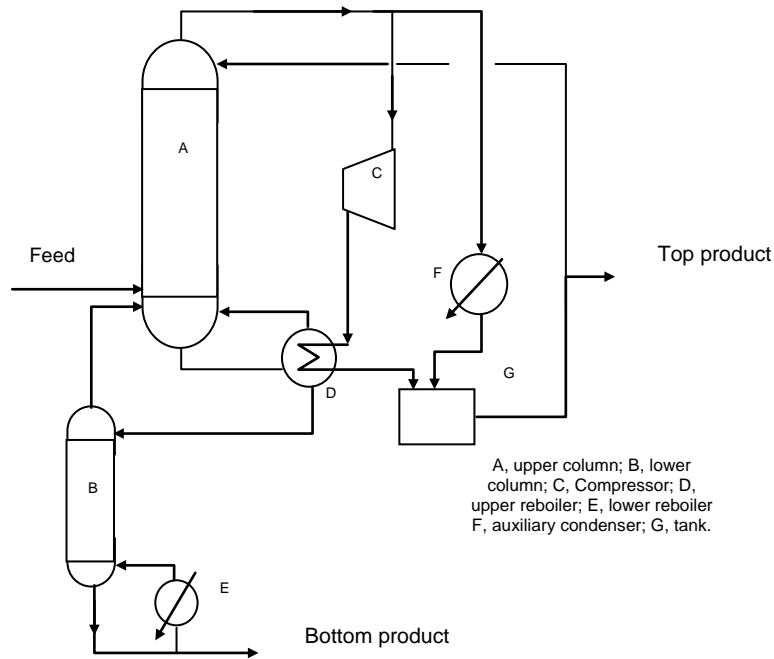 A
C
Feed
F
Top product
G
D
B
A, upper column; B, lower
column; C, Compressor; D,
upper reboiler; E, lower reboiler
F, auxiliary condenser; G, tank.
E
Bottom product